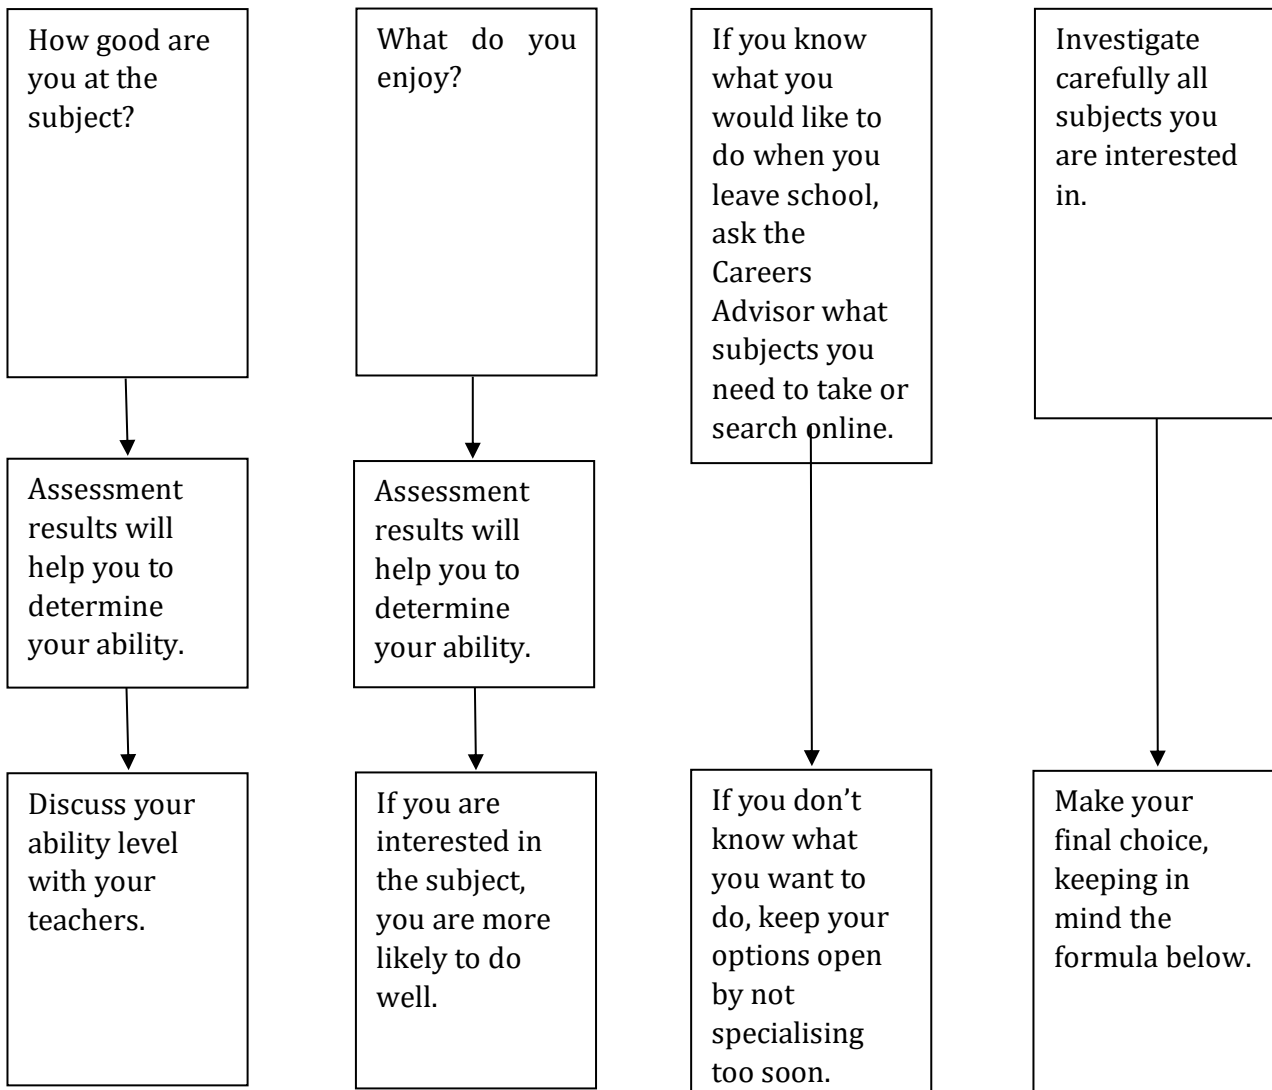 How good are
you at the
subject?
What do you
enjoy?
If you know
what you
would like to
do when you
leave school,
ask the
Careers
Advisor what
subjects you
need to take or
search online.
Investigate
carefully all
subjects you
are interested
in.
Assessment
results will
help you to
determine
your ability.
Assessment
results will
help you to
determine
your ability.
Discuss your
ability level
with your
teachers.
If you are
interested in
the subject,
you are more
likely to do
well.
If you don’t
know what
you want to
do, keep your
options open
by not
specialising
too soon.
Make your
final choice,
keeping in
mind the
formula below.